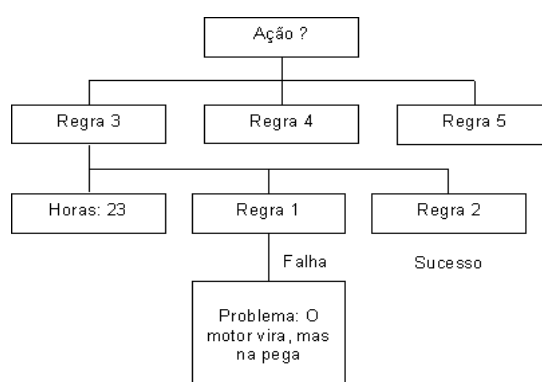 Ação ?
Regra 3
Regra 4
Regra 5
Horas: 23
Regra 1
Regra 2
Falha
Sucesso
Problema: O
motor vira, mas
na pega